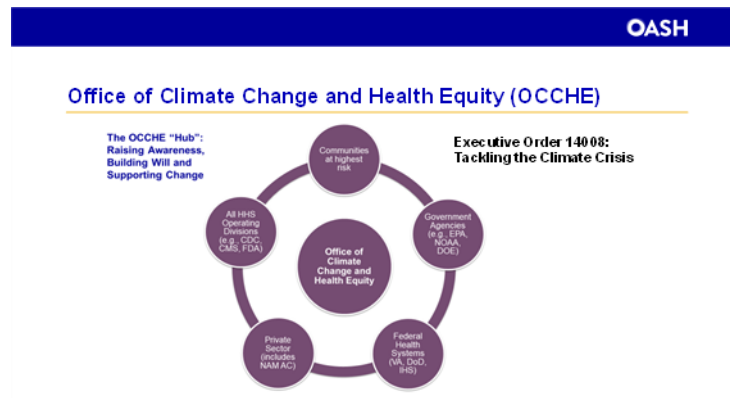 OASH
Office of Climate Change and Health Equity (OCCHE)
The OCCHE “Hub”:
Raising Awareness,
Building Will and
Supporting Change
Executive Order 14008:
Tackling the Climate Crisis
Communities
at highest
risk
All HHS
Operating
Divisions
(e.g., CDC,
CMS, FDA)
Government
Agencies
(e.g., EPA,
NOAA,
DOE)
Office of
Climate
Change and
Health Equity
Private
Sector
(includes
NAM AC)
Federal
Health
Systems
(VA, DoD,
IHS)